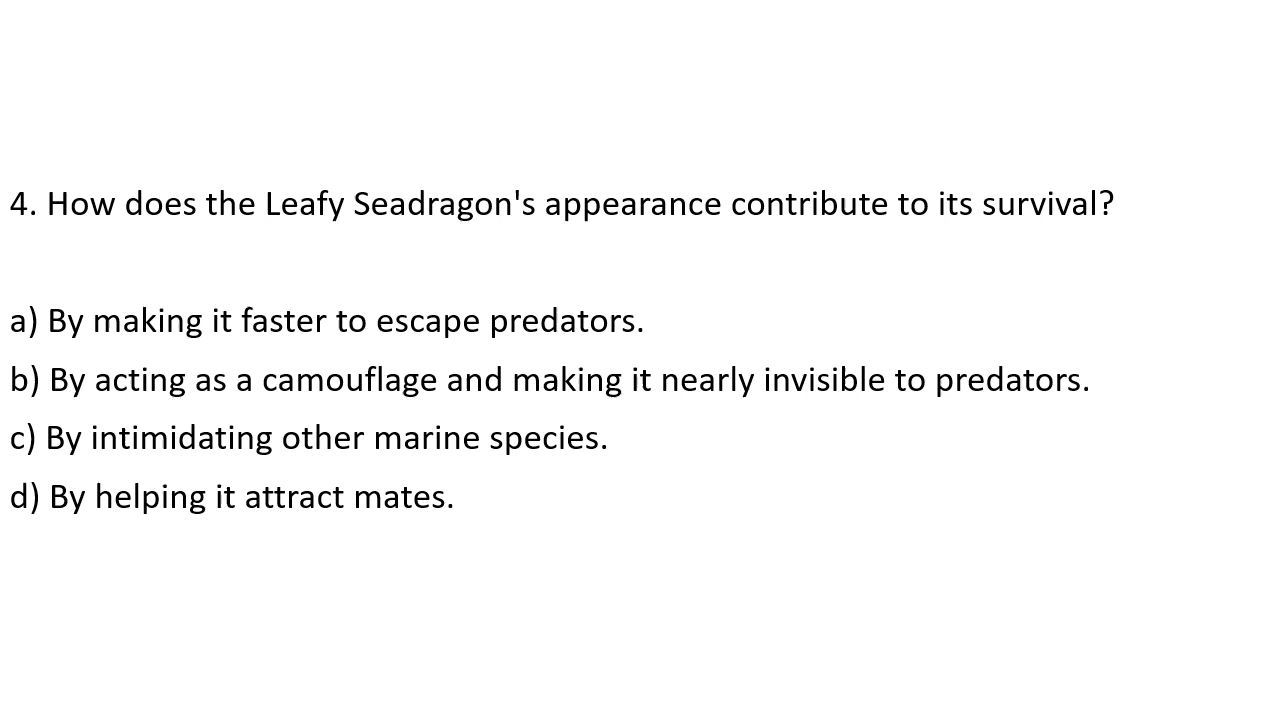 4. How does the Leafy Seadragon's appearance contribute to its survival?
a) By making it faster to escape predators.
b) By acting as a camouflage and making it nearly invisible to predators.
c) By intimidating other marine species.
d) By helping it attract mates.